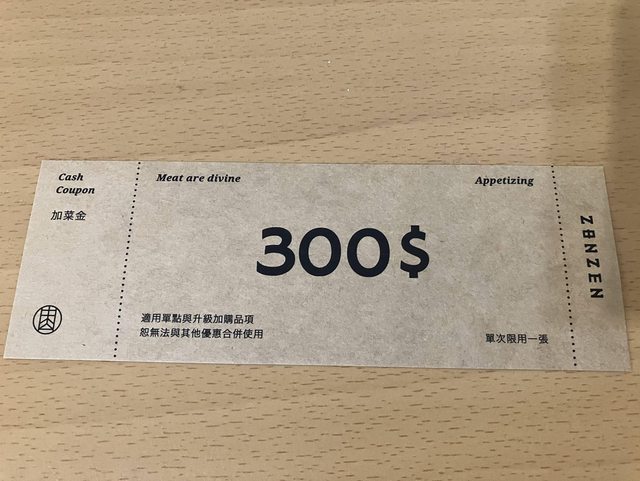 Cash
Coupon
加菜金
Meat are divine
Appetizing
300$
適用單點與升級加購品項
恕無法與其他優惠合併使用
單次限用一張
ZONZEN